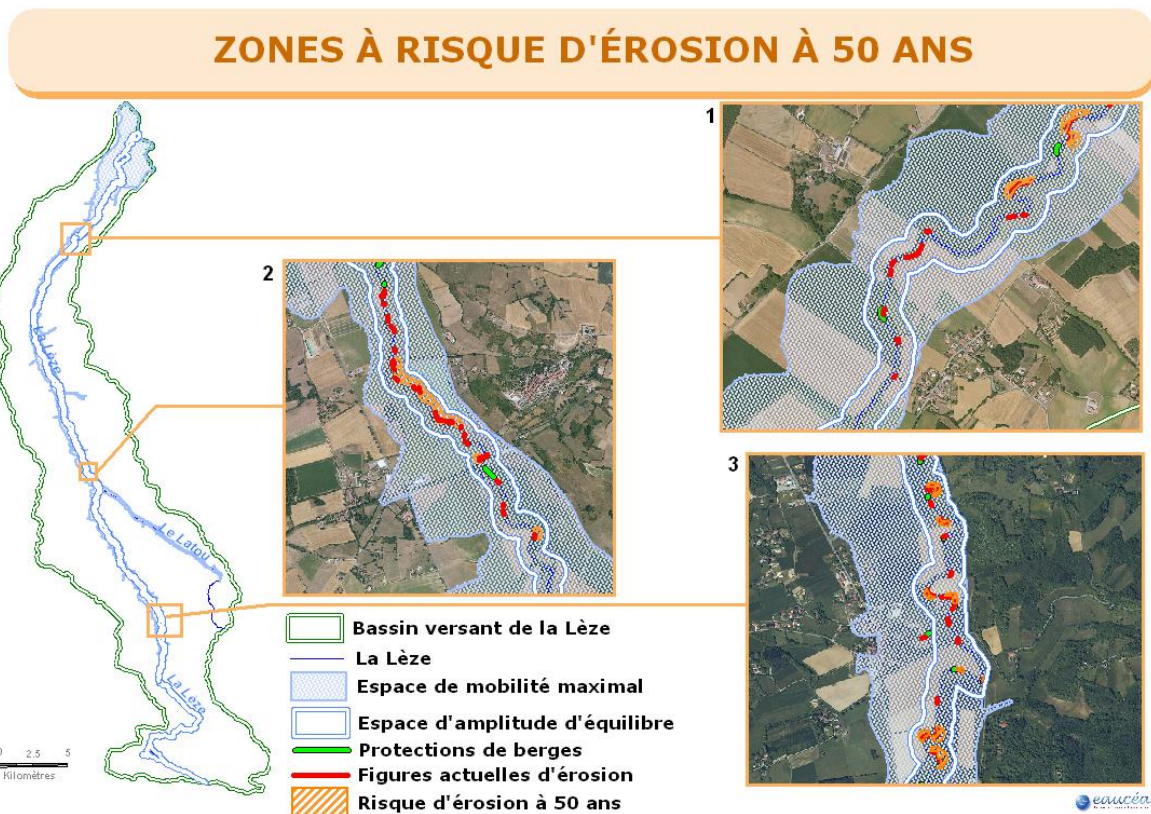 ZONES À RISQUE D'ÉROSION À 50 ANS
1
2
3
La Lèze
Le Latou
La Lèze
0 2.5 5
Kilomètres
Bassin versant de la Lèze
La Lèze
Espace de mobilité maximal
Espace d'amplitude d'équilibre
Protections de berges
Figures actuelles d'érosion
Risque d'érosion à 50 ans
eaucéa